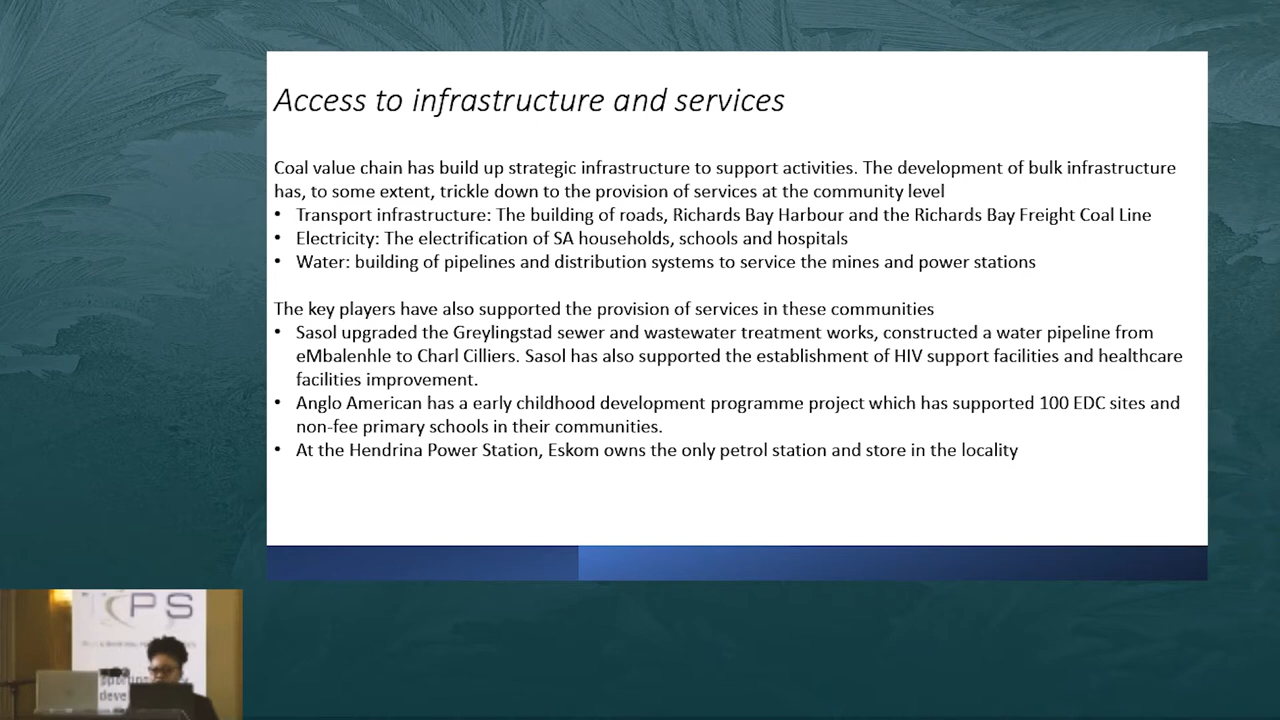 Access to infrastructure and services
Coal value chain has build up strategic infrastructure to support activities. The development of bulk infrastructure
has, to some extent, trickle down to the provision of services at the community level
• Transport infrastructure: The building of roads, Richards Bay Harbour and the Richards Bay Freight Coal Line
• Electricity: The electrification of SA households, schools and hospitals
• Water: building of pipelines and distribution systems to service the mines and power stations
The key players have also supported the provision of services in these communities
• Sasol upgraded the Greylingstad sewer and wastewater treatment works, constructed a water pipeline from
eMbalenhle to Charl Cilliers. Sasol has also supported the establishment of HIV support facilities and healthcare
facilities improvement.
• Anglo American has a early childhood development programme project which has supported 100 EDC sites and
non-fee primary schools in their communities.
• At the Hendrina Power Station, Eskom owns the only petrol station and store in the locality
PS
deve